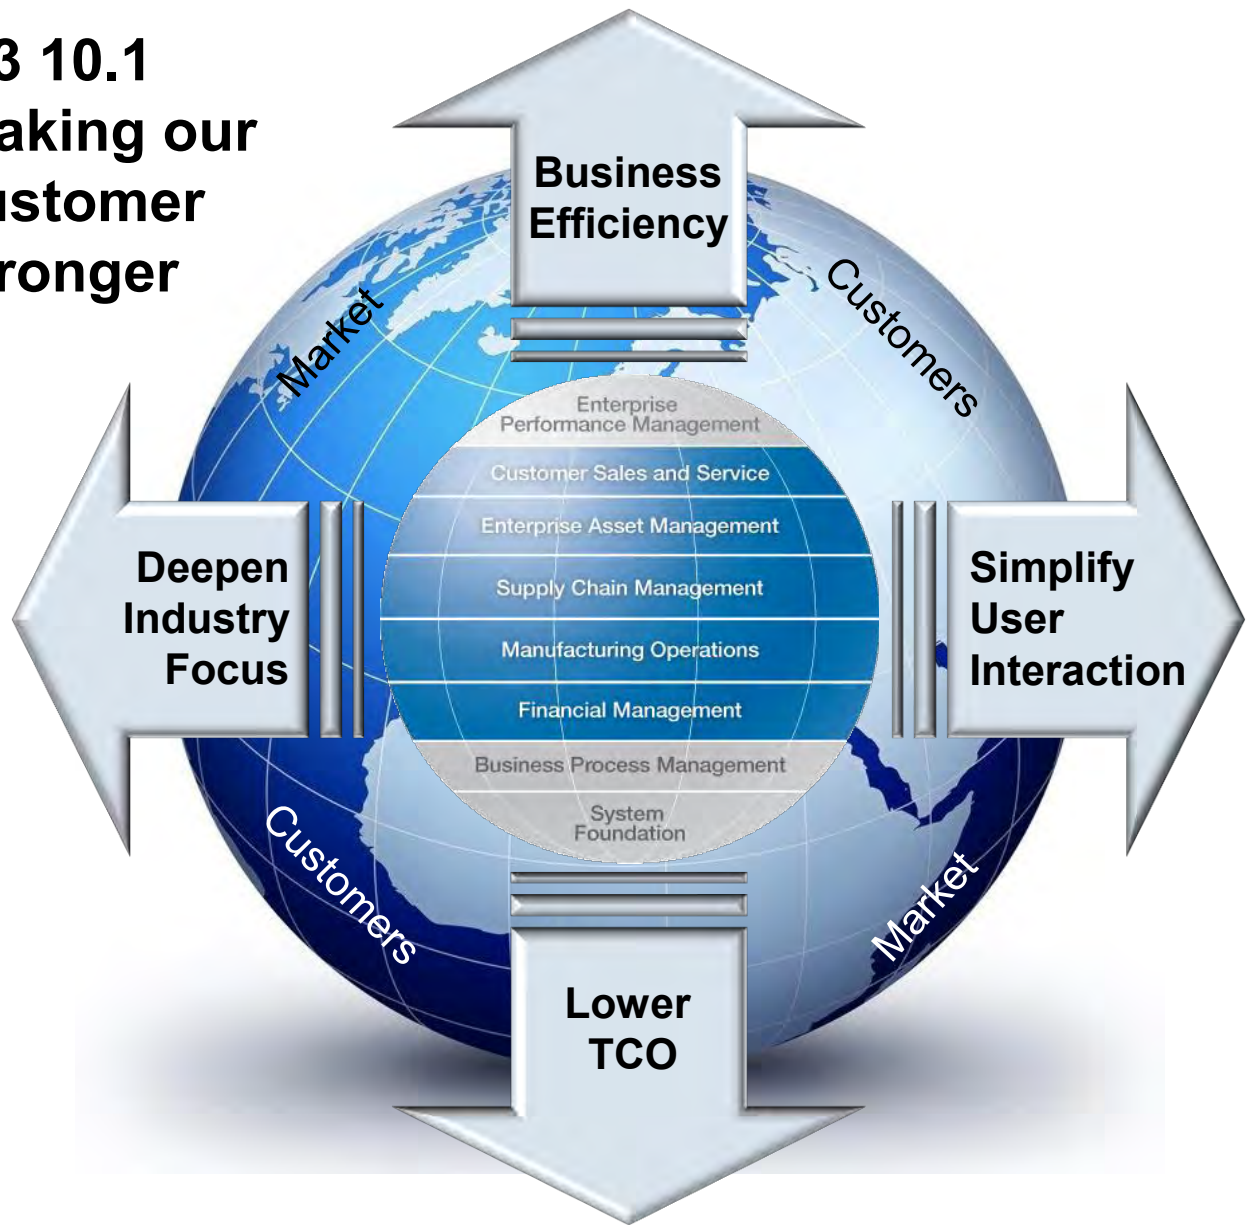 3 10.1
aking our
ustomer
ronger
Business
Efficiency
Market
Customers
Enterprise
Performance Management
Customer Sales and Service
Enterprise Asset Management
Supply Chain Management
Manufacturing Operations
Financial Management
Business Process Management
System
Foundation
Deepen
Industry
Focus
Simplify
User
Interaction
Customers
Market
Lower
TCO